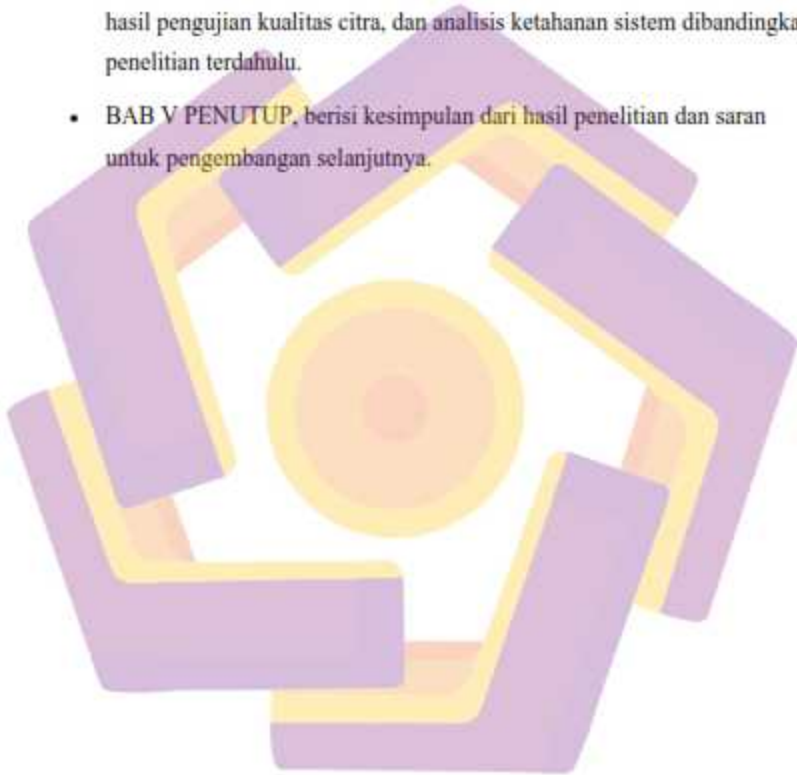 hasil pengujian kualitas citra, dan analisis ketahanan sistem dibandingka
penelitian terdahulu.
• BAB V PENUTUP, berisi kesimpulan dari hasil penelitian dan saran
untuk pengembangan selanjutnya.